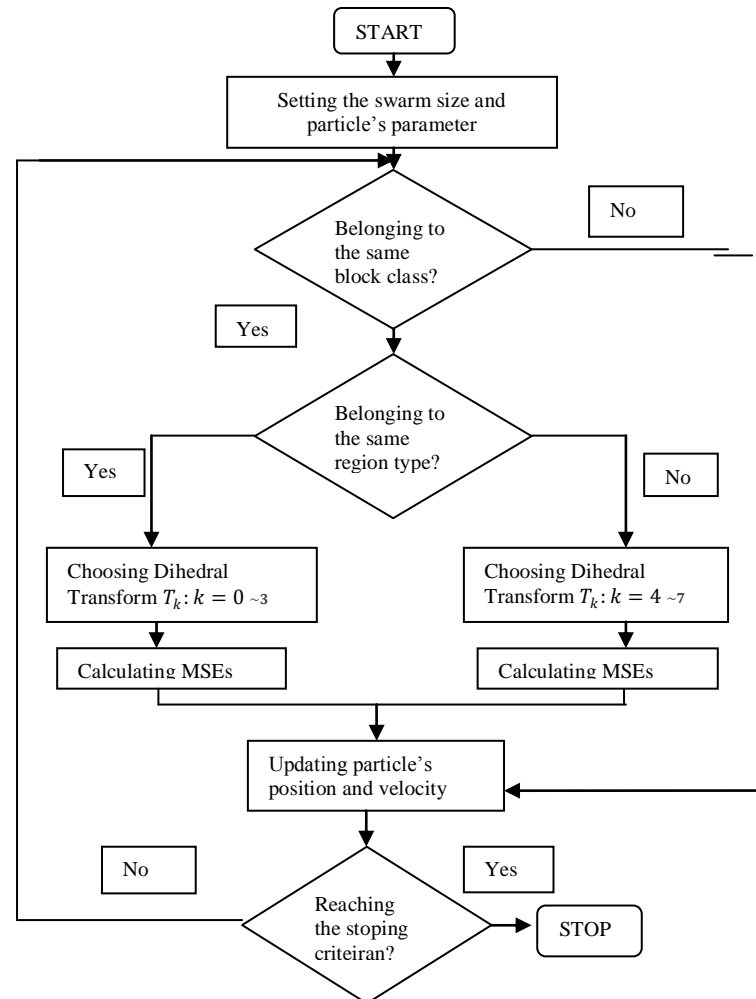 START
Setting the swarm size and
particle's parameter
No
Belonging to
the same
block class?
Yes
Belonging to
the same
region type?
Yes
No
Choosing Dihedral
Transform T_k: k = 0 ~3
Choosing Dihedral
Transform T_k: k = 4 ~7
Calculating MSEs
Calculating MSEs
Updating particle's
position and velocity
No
Yes
Reaching
the stoping
criteiran?
STOP